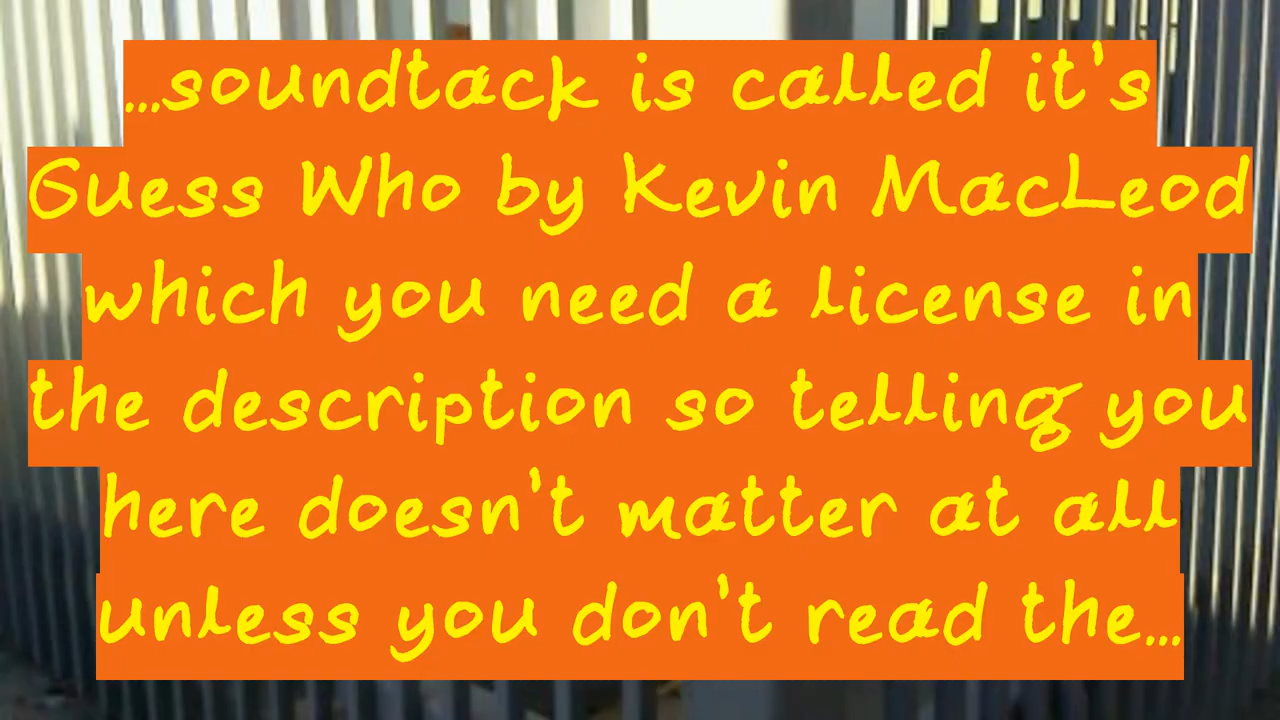 ...soundtack is called it's
Guess Who by Kevin MacLeod
which you need a license in
the description so telling you
here doesn't matter at all
unless you don't read the...